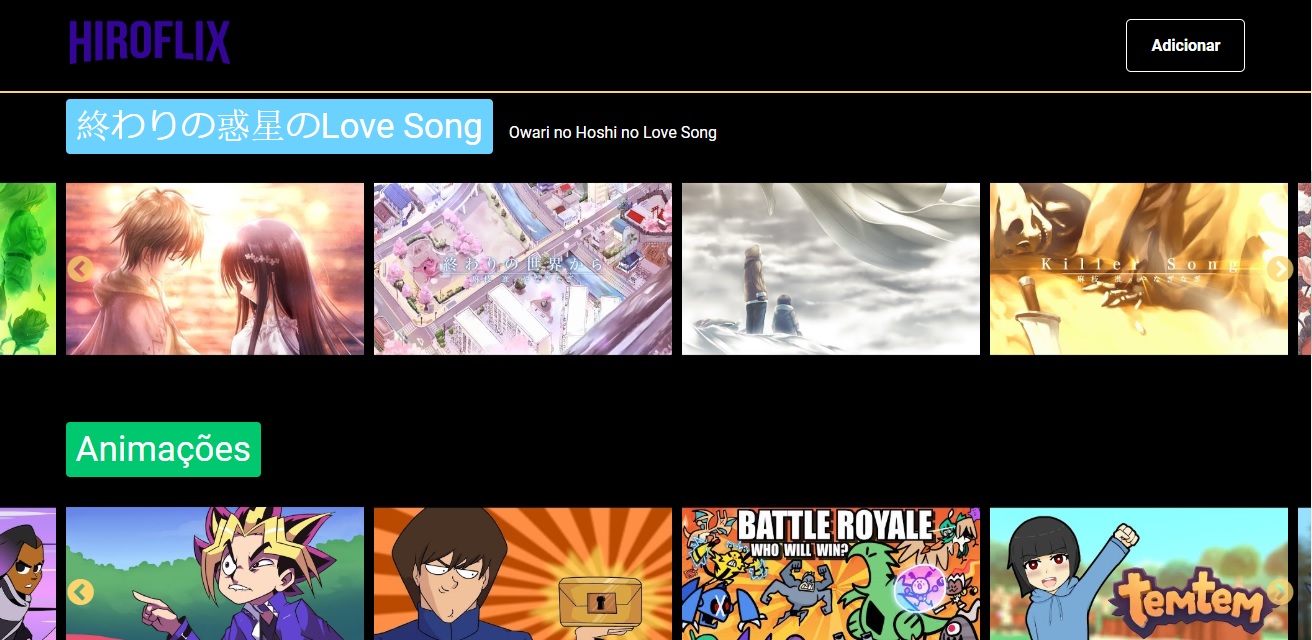 HIROFLIX
Adicionar
終わりの惑星のLove Song
Owari no Hoshi no Love Song
終わりの世界から
Killer Song
Animações
BATTLE ROYALE
WHO WILL WIN?
temtem